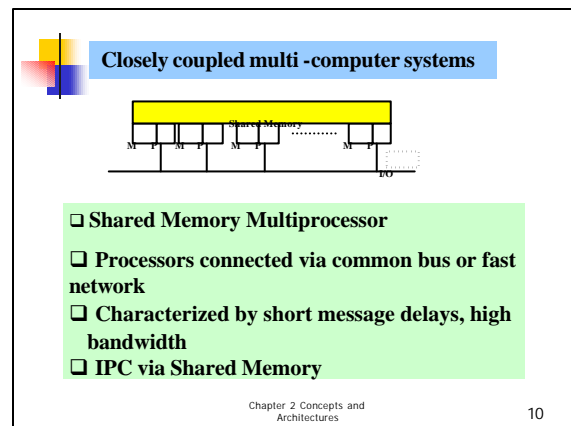 Closely coupled multi -computer systems
Shared Memory
M P M P M P ........... M P
I/O
❑ Shared Memory Multiprocessor
❑ Processors connected via common bus or fast
network
❑ Characterized by short message delays, high
bandwidth
❑ IPC via Shared Memory
Chapter 2 Concepts and
Architectures
10